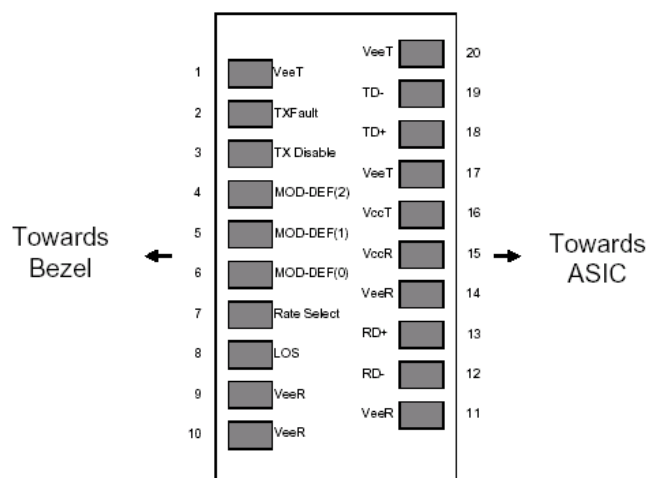 VeeT 20
1 VeeT
TD- 19
2 TXFault
TD+ 18
3 TX Disable
VeeT 17
4 MOD-DEF(2)
VccT 16
5 MOD-DEF(1)
Towards Bezel
VccR 15
Towards ASIC
6 MOD-DEF(0)
VeeR 14
7 Rate Select
RD+ 13
8 LOS
RD- 12
9 VeeR
VeeR 11
10 VeeR